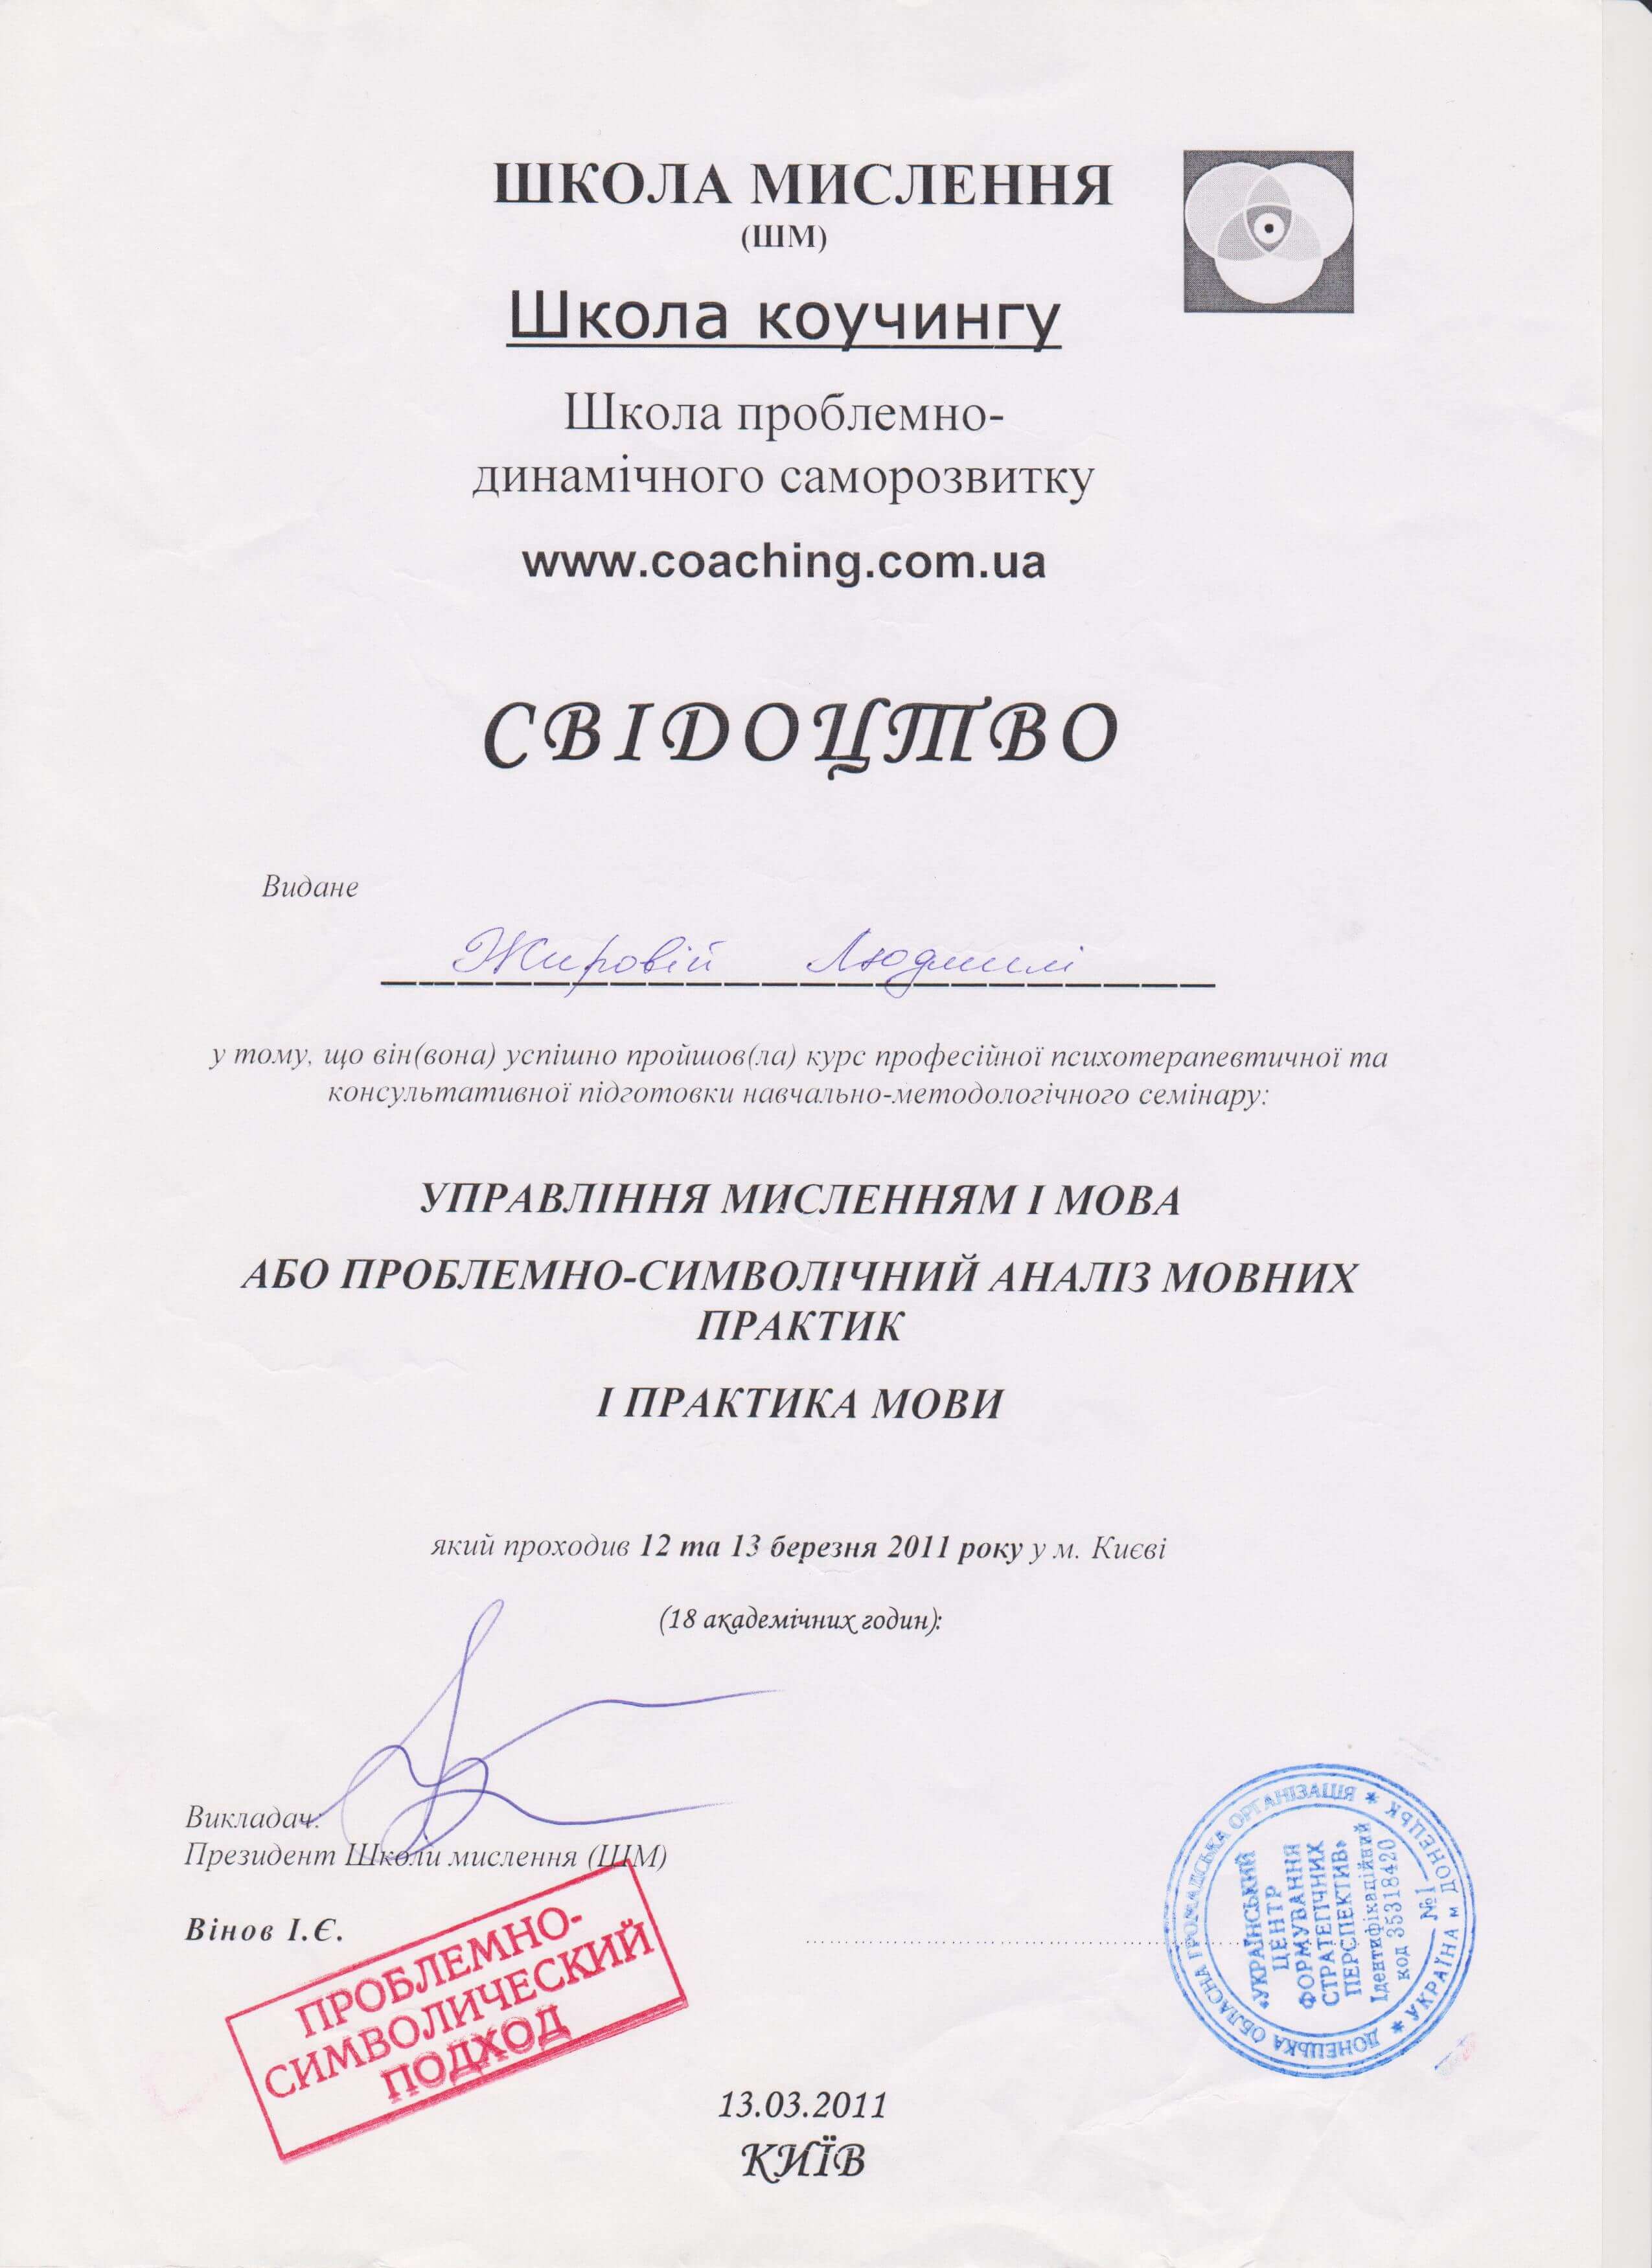 ШКОЛА МИСЛЕННЯ
(ШМ)
Школа коучингу
Школа проблемно-
динамічного саморозвитку
www.coaching.com.ua
СВІДОЦТВО
Видане
Жировій Людмилі
у тому, що він(вона) успішно пройшов(ла) курс професійної психотерапевтичної та
консультативної підготовки навчально-методологічного семінару:
УПРАВЛІННЯ МИСЛЕННЯМ І МОВА
АБО ПРОБЛЕМНО-СИМВОЛІЧНИЙ АНАЛІЗ МОВНИХ
ПРАКТИК
І ПРАКТИКА МОВИ
який проходив 12 та 13 березня 2011 року у м. Києві
(18 академічних годин):
Викладач:
Президент Школи мислення (ШМ)
Вінов І.Є.
ПРОБЛЕМНО-
СИМВОЛИЧЕСКИЙ
ПОДХОД
ДОНЕЦЬКА ОБЛАСНА ГРОМАДСЬКА ОРГАНІЗАЦІЯ * УКРАЇНА м ДОНЕЦЬК *
«УКРАЇНСЬКИЙ
ЦЕНТР
ФОРМУВАННЯ
СТРАТЕГІЧНИХ
ПЕРСПЕКТИВ»
Ідентифікаційний
код 35318420
№1
13.03.2011
КИЇВ